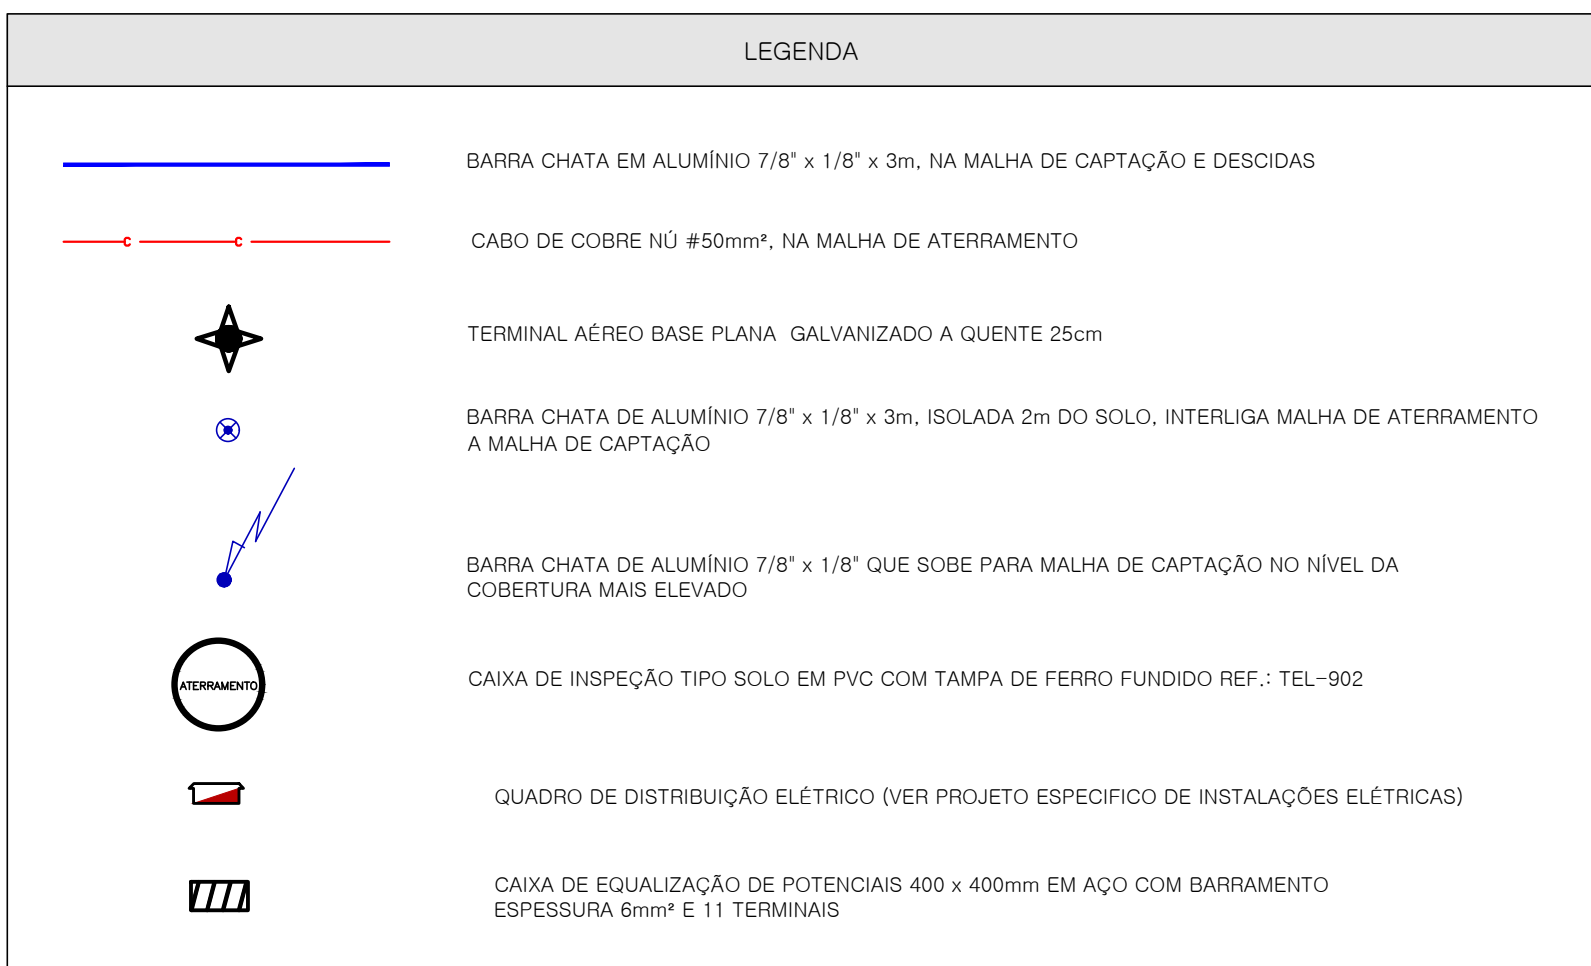 LEGENDA
BARRA CHATA EM ALUMÍNIO 7/8" x 1/8" x 3m, NA MALHA DE CAPTAÇÃO E DESCIDAS
C C
CABO DE COBRE NÚ #50mm², NA MALHA DE ATERRAMENTO
TERMINAL AÉREO BASE PLANA GALVANIZADO A QUENTE 25cm
BARRA CHATA DE ALUMÍNIO 7/8" x 1/8" x 3m, ISOLADA 2m DO SOLO, INTERLIGA MALHA DE ATERRAMENTO
A MALHA DE CAPTAÇÃO
BARRA CHATA DE ALUMÍNIO 7/8" x 1/8" QUE SOBE PARA MALHA DE CAPTAÇÃO NO NÍVEL DA
COBERTURA MAIS ELEVADO
ATERRAMENTO
CAIXA DE INSPEÇÃO TIPO SOLO EM PVC COM TAMPA DE FERRO FUNDIDO REF.: TEL-902
QUADRO DE DISTRIBUIÇÃO ELÉTRICO (VER PROJETO ESPECIFICO DE INSTALAÇÕES ELÉTRICAS)
CAIXA DE EQUALIZAÇÃO DE POTENCIAIS 400 x 400mm EM AÇO COM BARRAMENTO
ESPESSURA 6mm² E 11 TERMINAIS